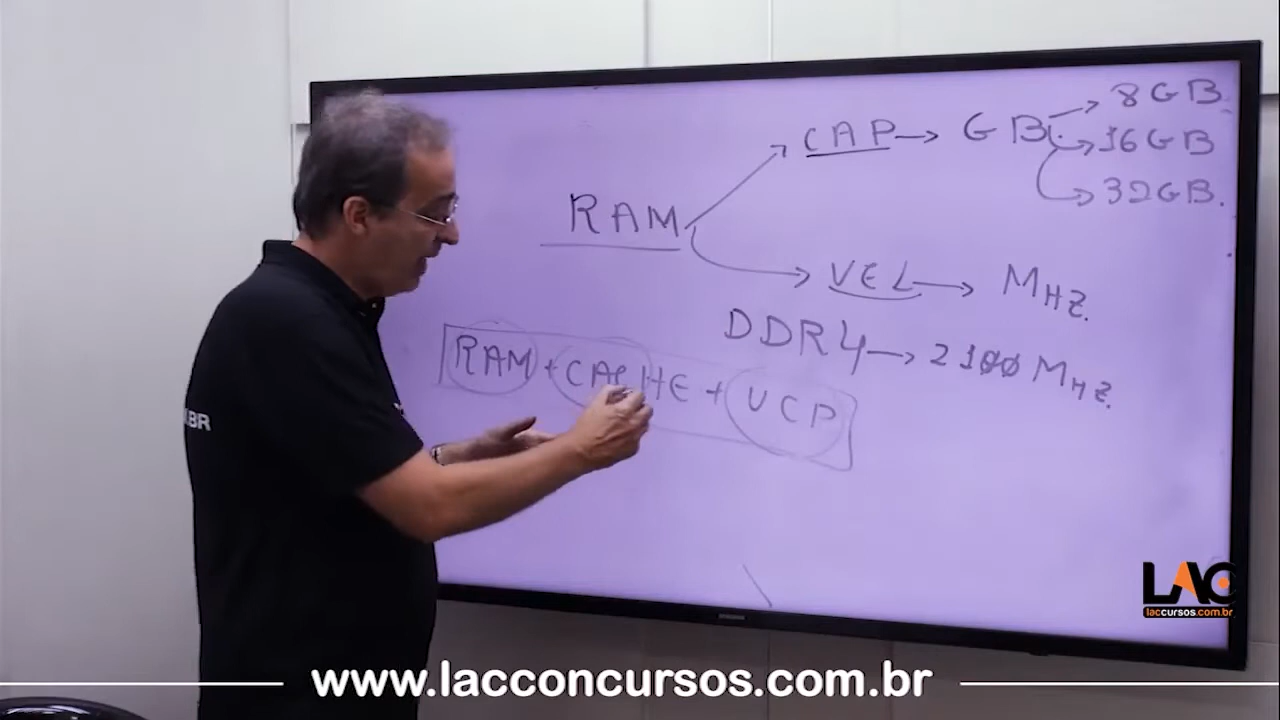 CAP → GB → 8GB.
→ 16GB
→ 32GB.
RAM
VEL → MHZ.
DDR4 → 2100 MHZ.
RAM + CACHE + UCP
.BR
LAC
laccursos.com.br
www.lacconcursos.com.br